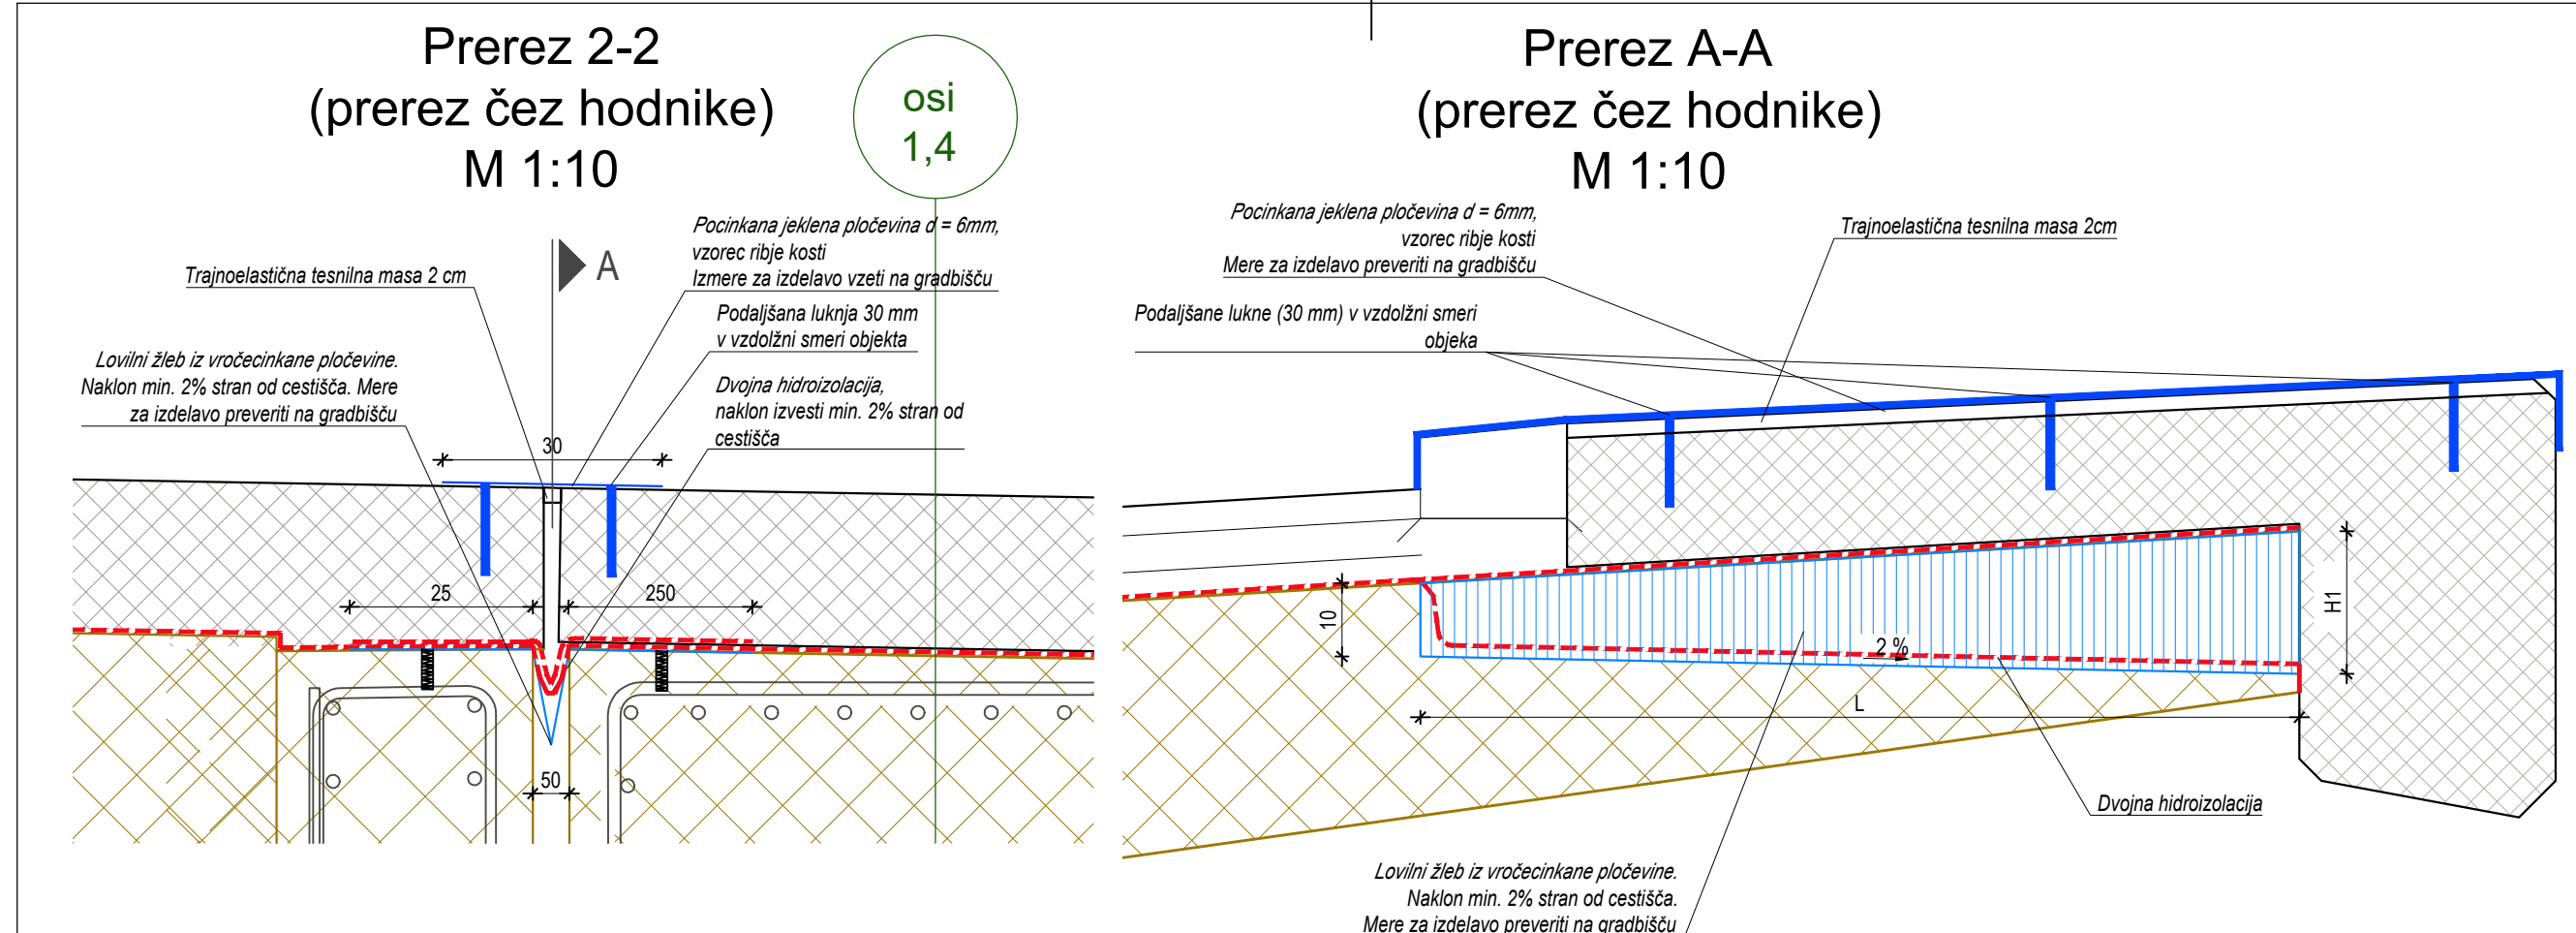 Prerez 2-2
(prerez čez hodnike)
M 1:10
osi
1,4
Pocinkana jeklena pločevina d = 6mm,
vzorec ribje kosti
Izmere za izdelavo vzeti na gradbišču
A
Trajnoelastična tesnilna masa 2 cm
Podaljšana luknja 30 mm
v vzdolžni smeri objekta
Lovilni žleb iz vročecinkane pločevine.
Naklon min. 2% stran od cestišča. Mere
za izdelavo preveriti na gradbišču
Dvojna hidroizolacija,
naklon izvesti min. 2% stran od
cestišča
30
25
250
50
Prerez A-A
(prerez čez hodnike)
M 1:10
Pocinkana jeklena pločevina d = 6mm,
vzorec ribje kosti
Mere za izdelavo preveriti na gradbišču
Trajnoelastična tesnilna masa 2cm
Podaljšane lukne (30 mm) v vzdolžni smeri
objeka
10
H1
2 %
L
Dvojna hidroizolacija
Lovilni žleb iz vročecinkane pločevine.
Naklon min. 2% stran od cestišča.
Mere za izdelavo preveriti na gradbišču